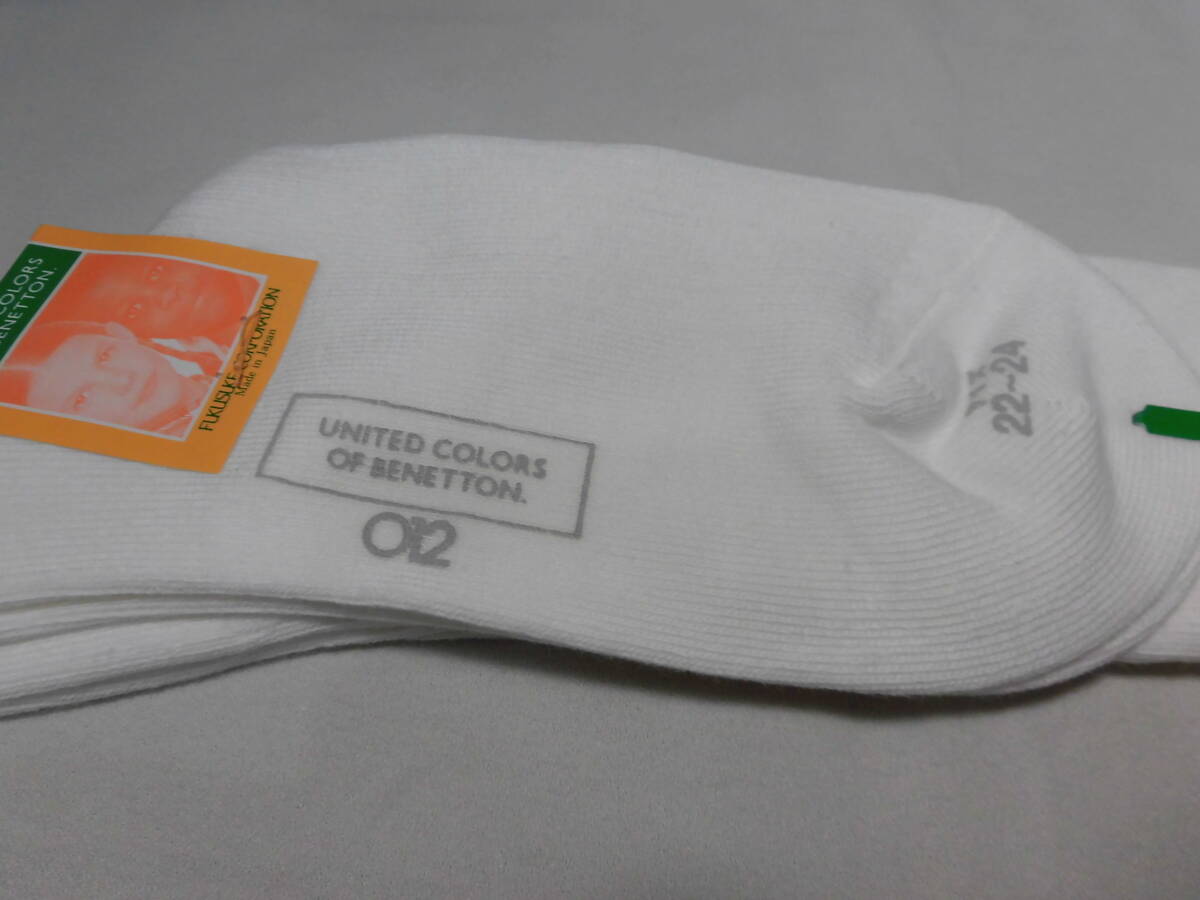 COLORS
BENETTON.
FUKUSUKE CORPORATION
Made in Japan
UNITED COLORS
OF BENETTON.
012
22~24